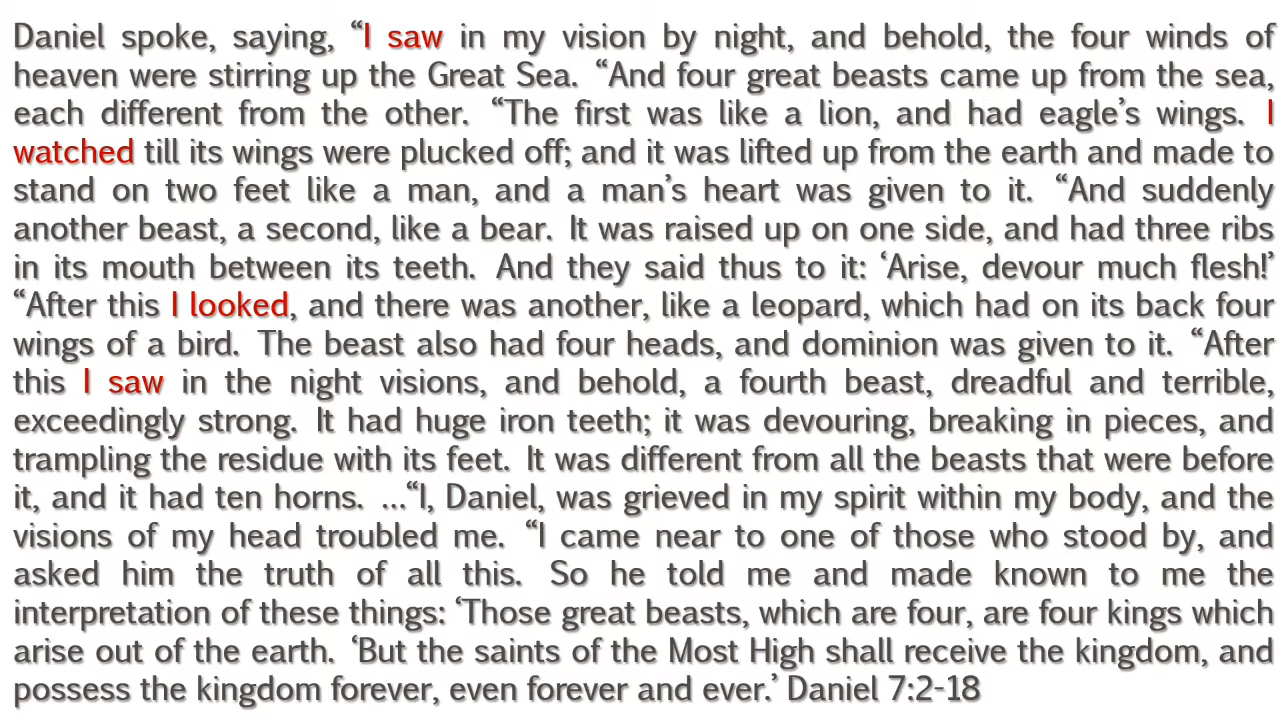 Daniel spoke, saying, “I saw in my vision by night, and behold, the four winds of
heaven were stirring up the Great Sea. “And four great beasts came up from the sea,
each different from the other. “The first was like a lion, and had eagle’s wings. I
watched till its wings were plucked off; and it was lifted up from the earth and made to
stand on two feet like a man, and a man’s heart was given to it. “And suddenly
another beast, a second, like a bear. It was raised up on one side, and had three ribs
in its mouth between its teeth. And they said thus to it: ‘Arise, devour much flesh!’
“After this I looked, and there was another, like a leopard, which had on its back four
wings of a bird. The beast also had four heads, and dominion was given to it. “After
this I saw in the night visions, and behold, a fourth beast, dreadful and terrible,
exceedingly strong. It had huge iron teeth; it was devouring, breaking in pieces, and
trampling the residue with its feet. It was different from all the beasts that were before
it, and it had ten horns. ...“I, Daniel, was grieved in my spirit within my body, and the
visions of my head troubled me. “I came near to one of those who stood by, and
asked him the truth of all this. So he told me and made known to me the
interpretation of these things: ‘Those great beasts, which are four, are four kings which
arise out of the earth. ‘But the saints of the Most High shall receive the kingdom, and
possess the kingdom forever, even forever and ever.’ Daniel 7:2-18